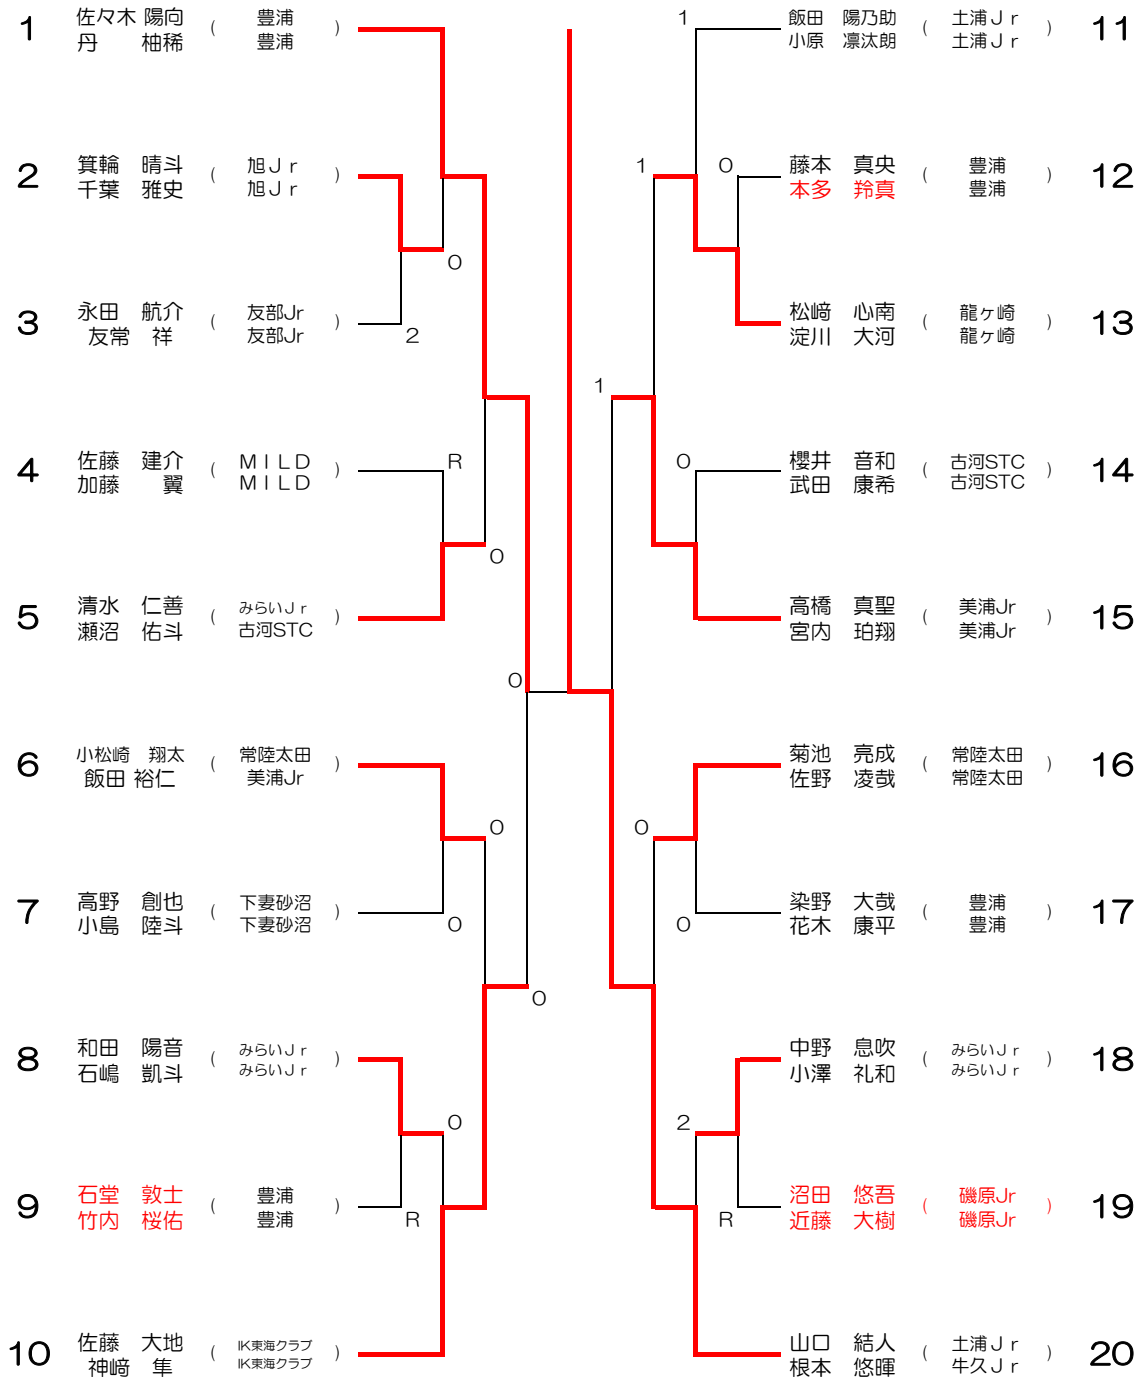 1 佐々木 陽向 ( 豊浦 )
丹 柚稀 豊浦
2 箕輪 晴斗 ( 旭Ｊｒ )
千葉 雅史 旭Ｊｒ
0
3 永田 航介 ( 友部Jr )
友常 祥 友部Jr
2
4 佐藤 建介 ( ＭＩＬＤ )
加藤 翼 ＭＩＬＤ
R
0
5 清水 仁善 ( みらいＪｒ )
瀬沼 佑斗 古河STC
0
6 小松崎 翔太 ( 常陸太田 )
飯田 裕仁 美浦Jr
0
7 高野 創也 ( 下妻砂沼 )
小島 陸斗 下妻砂沼
0
0
8 和田 陽音 ( みらいＪｒ )
石嶋 凱斗 みらいＪｒ
0
9 石堂 敦士 ( 豊浦 )
竹内 桜佑 豊浦
R
10 佐藤 大地 ( IK東海クラブ )
神﨑 隼 IK東海クラブ
1
飯田 陽乃助 ( 土浦Ｊｒ ) 11
小原 凛汰朗 土浦Ｊｒ
1
0
藤本 真央 ( 豊浦 ) 12
本多 羚真 豊浦
松﨑 心南 ( 龍ヶ崎 ) 13
淀川 大河 龍ヶ崎
1
0
櫻井 音和 ( 古河STC ) 14
武田 康希 古河STC
高橋 真聖 ( 美浦Jr ) 15
宮内 珀翔 美浦Jr
菊池 亮成 ( 常陸太田 ) 16
佐野 凌哉 常陸太田
0
染野 大哉 ( 豊浦 ) 17
花木 康平 豊浦
0
中野 息吹 ( みらいＪｒ ) 18
小澤 礼和 みらいＪｒ
2
沼田 悠吾 ( 磯原Jr ) 19
近藤 大樹 磯原Jr
R
山口 結人 ( 土浦Ｊｒ ) 20
根本 悠暉 牛久Ｊｒ